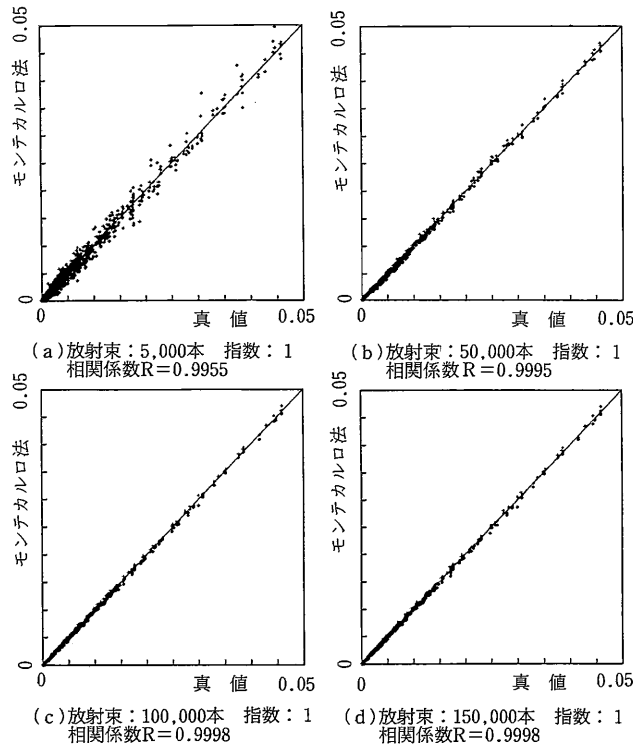 0.05
モンテカルロ法
0
0
真 値
0.05
(a)放射束：5,000本 指数：1
相関係数R＝0.9955
0.05
モンテカルロ法
0
0
真 値
0.05
(b)放射束：50,000本 指数：1
相関係数R＝0.9995
0.05
モンテカルロ法
0
0
真 値
0.05
(c)放射束：100,000本 指数：1
相関係数R＝0.9998
0.05
モンテカルロ法
0
0
真 値
0.05
(d)放射束：150,000本 指数：1
相関係数R＝0.9998